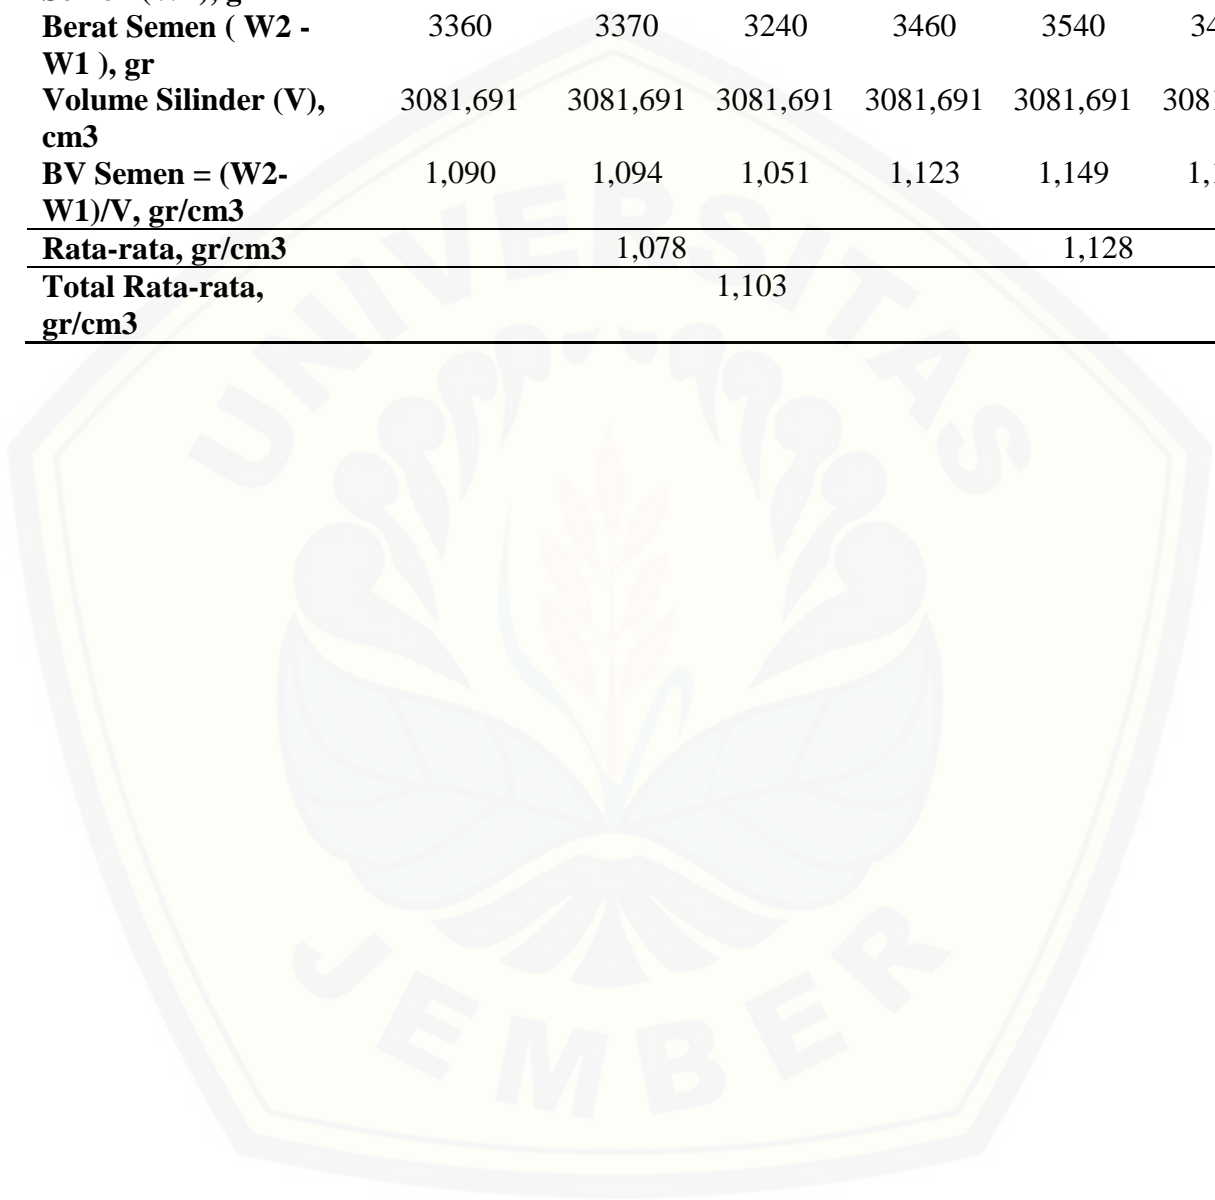 Berat Semen ( W2 - 3360 3370 3240 3460 3540
W1 ), gr
Volume Silinder (V), 3081,691 3081,691 3081,691 3081,691 3081,691
cm3
BV Semen = (W2- 1,090 1,094 1,051 1,123 1,149
W1)/V, gr/cm3
Rata-rata, gr/cm3 1,078 1,128
Total Rata-rata, 1,103
gr/cm3
UNIVERSITAS
JEMBER